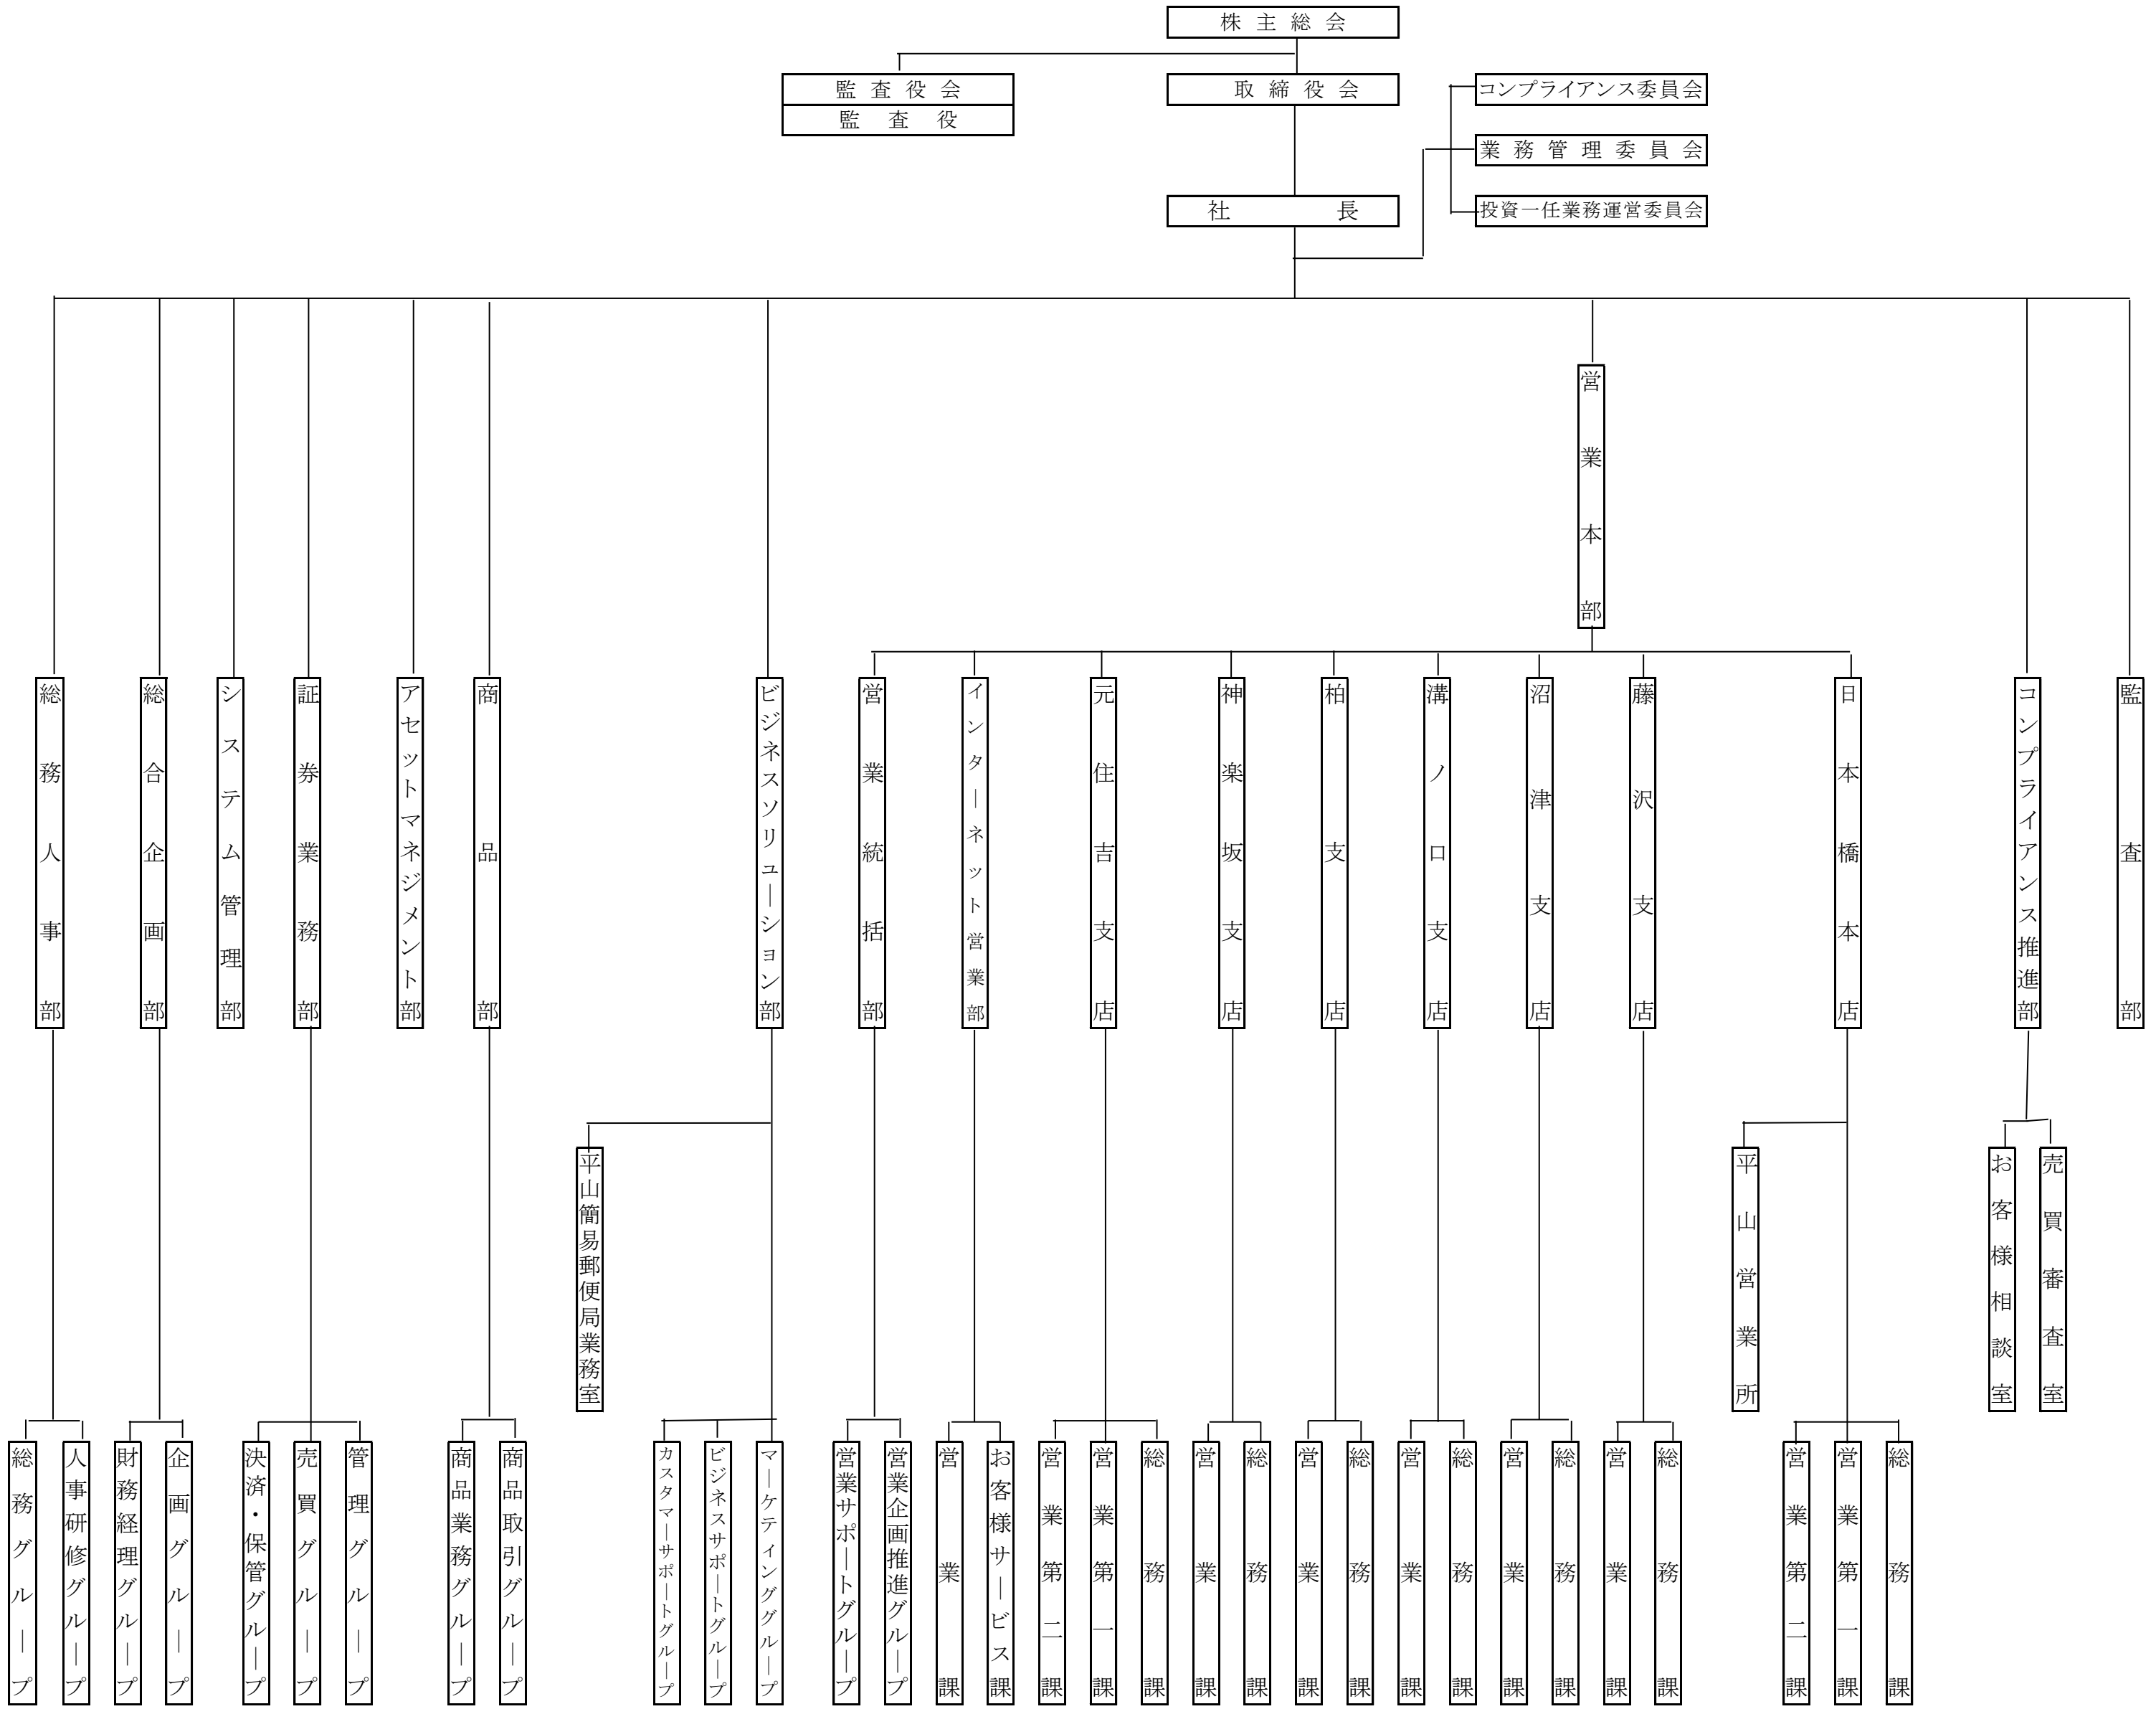 株主総会
監査役会
監査役
取締役会
コンプライアンス委員会
業務管理委員会
社長
投資一任業務運営委員会
営業本部
総務人事部
総合企画部
システム管理部
証券業務部
アセットマネジメント部
商品部
ビジネスソリューション部
営業統括部
インターネット営業部
元住吉支店
神楽坂支店
柏支店
溝ノ口支店
沼津支店
藤沢支店
日本橋本店
コンプライアンス推進部
監査部
平山簡易郵便局業務室
平山営業所
お客様相談室
売買審査室
総務グループ
人事研修グループ
財務経理グループ
企画グループ
決済・保管グループ
売買グループ
管理グループ
商品業務グループ
商品取引グループ
カスタマーサポートグループ
ビジネスサポートグループ
マーケティンググループ
営業サポートグループ
営業企画推進グループ
営業課
お客様サービス課
営業第二課
営業第一課
総務課
営業課
総務課
営業課
総務課
営業課
総務課
営業課
総務課
営業課
総務課
営業第二課
営業第一課
総務課